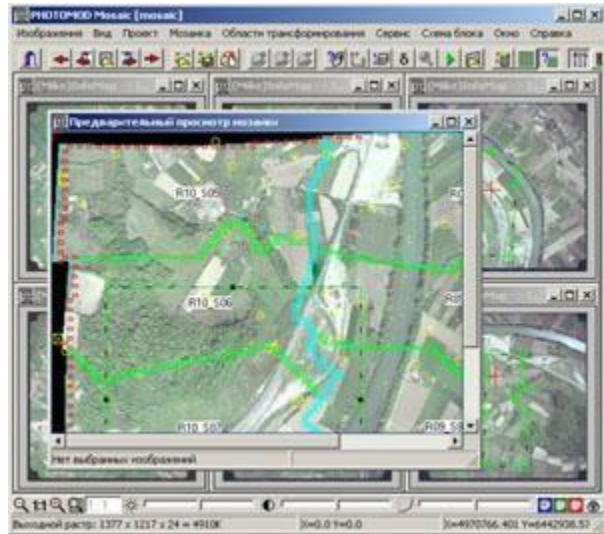 PHOTOMOD Mosaic [mosaic]
Изображения Вид Проект Мозаика Области трансформирования Сервис Схема блока Окно Справка
Предварительный просмотр мозаики
R10_S05
R10_S06
R10_S07
R09_S8
Нет выбранных изображений
1:1
Выходной растр: 1377 x 1217 x 24 = 4910K X=0.0 Y=0.0 X=4970766.401 Y=6442938.57